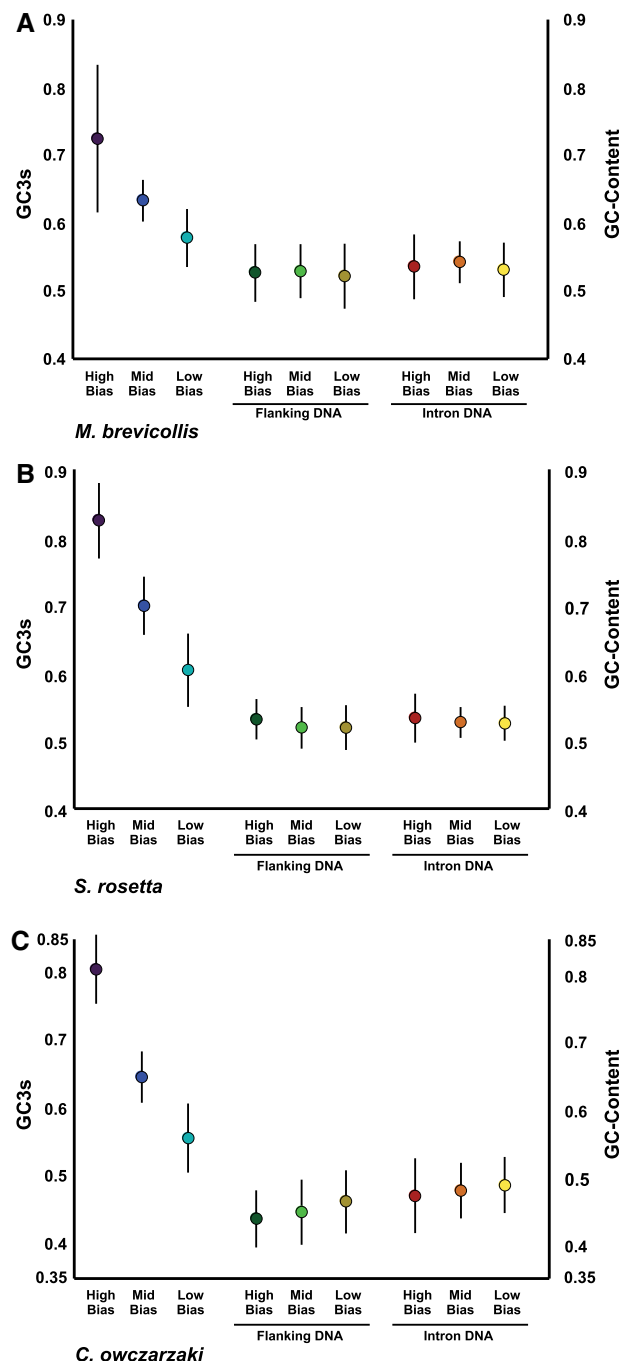 A
0.9
0.8
0.7
0.6
0.5
0.4
GC3s
0.9
0.8
0.7
0.6
0.5
0.4
GC-Content
High Bias
Mid Bias
Low Bias
High Bias
Mid Bias
Low Bias
Flanking DNA
High Bias
Mid Bias
Low Bias
Intron DNA
M. brevicollis
B
0.9
0.8
0.7
0.6
0.5
0.4
GC3s
0.9
0.8
0.7
0.6
0.5
0.4
GC-Content
High Bias
Mid Bias
Low Bias
High Bias
Mid Bias
Low Bias
Flanking DNA
High Bias
Mid Bias
Low Bias
Intron DNA
S. rosetta
C
0.85
0.8
0.7
0.6
0.5
0.4
0.35
GC3s
0.85
0.8
0.7
0.6
0.5
0.4
0.35
GC-Content
High Bias
Mid Bias
Low Bias
High Bias
Mid Bias
Low Bias
Flanking DNA
High Bias
Mid Bias
Low Bias
Intron DNA
C. owczarzaki